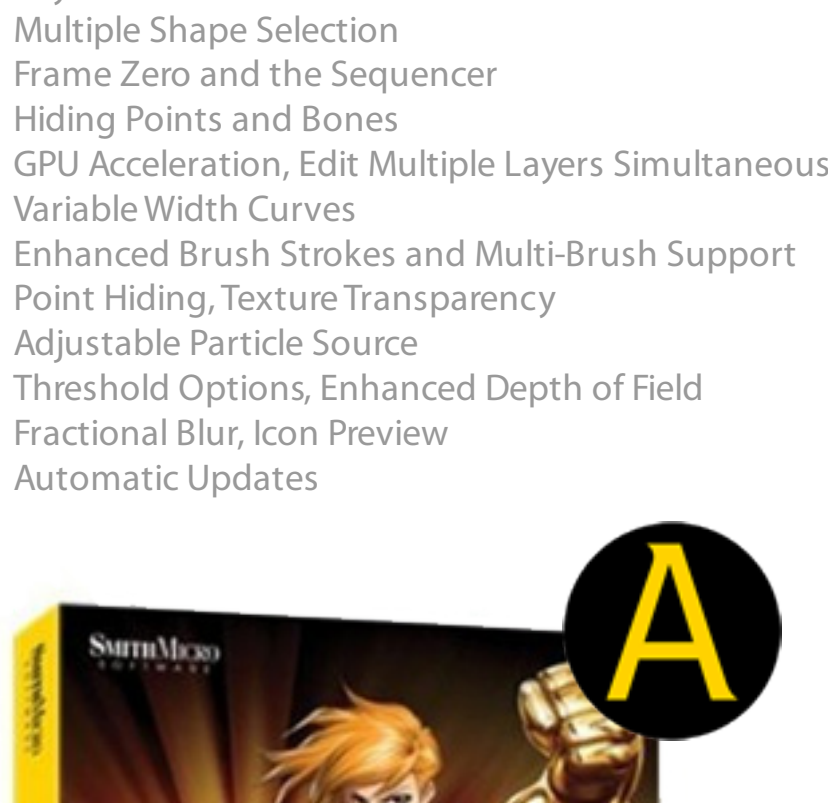 Multiple Shape Selection
Frame Zero and the Sequencer
Hiding Points and Bones
GPU Acceleration, Edit Multiple Layers Simultaneous
Variable Width Curves
Enhanced Brush Strokes and Multi-Brush Support
Point Hiding, Texture Transparency
Adjustable Particle Source
Threshold Options, Enhanced Depth of Field
Fractional Blur, Icon Preview
Automatic Updates
A
SMITHMICRO
SOFTWARE